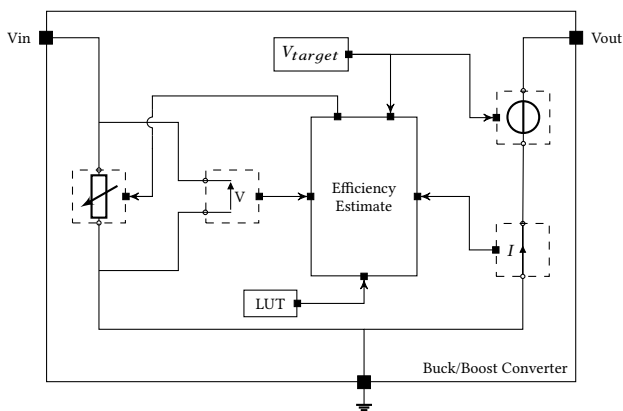 Vin
Vout
V_target
V
Efficiency
Estimate
I
LUT
Buck/Boost Converter